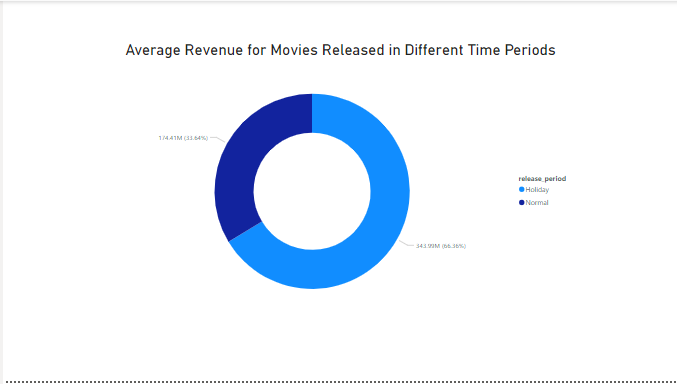 Average Revenue for Movies Released in Different Time Periods
174.41M (33.64%)
release_period
Holiday
Normal
343.99M (66.36%)